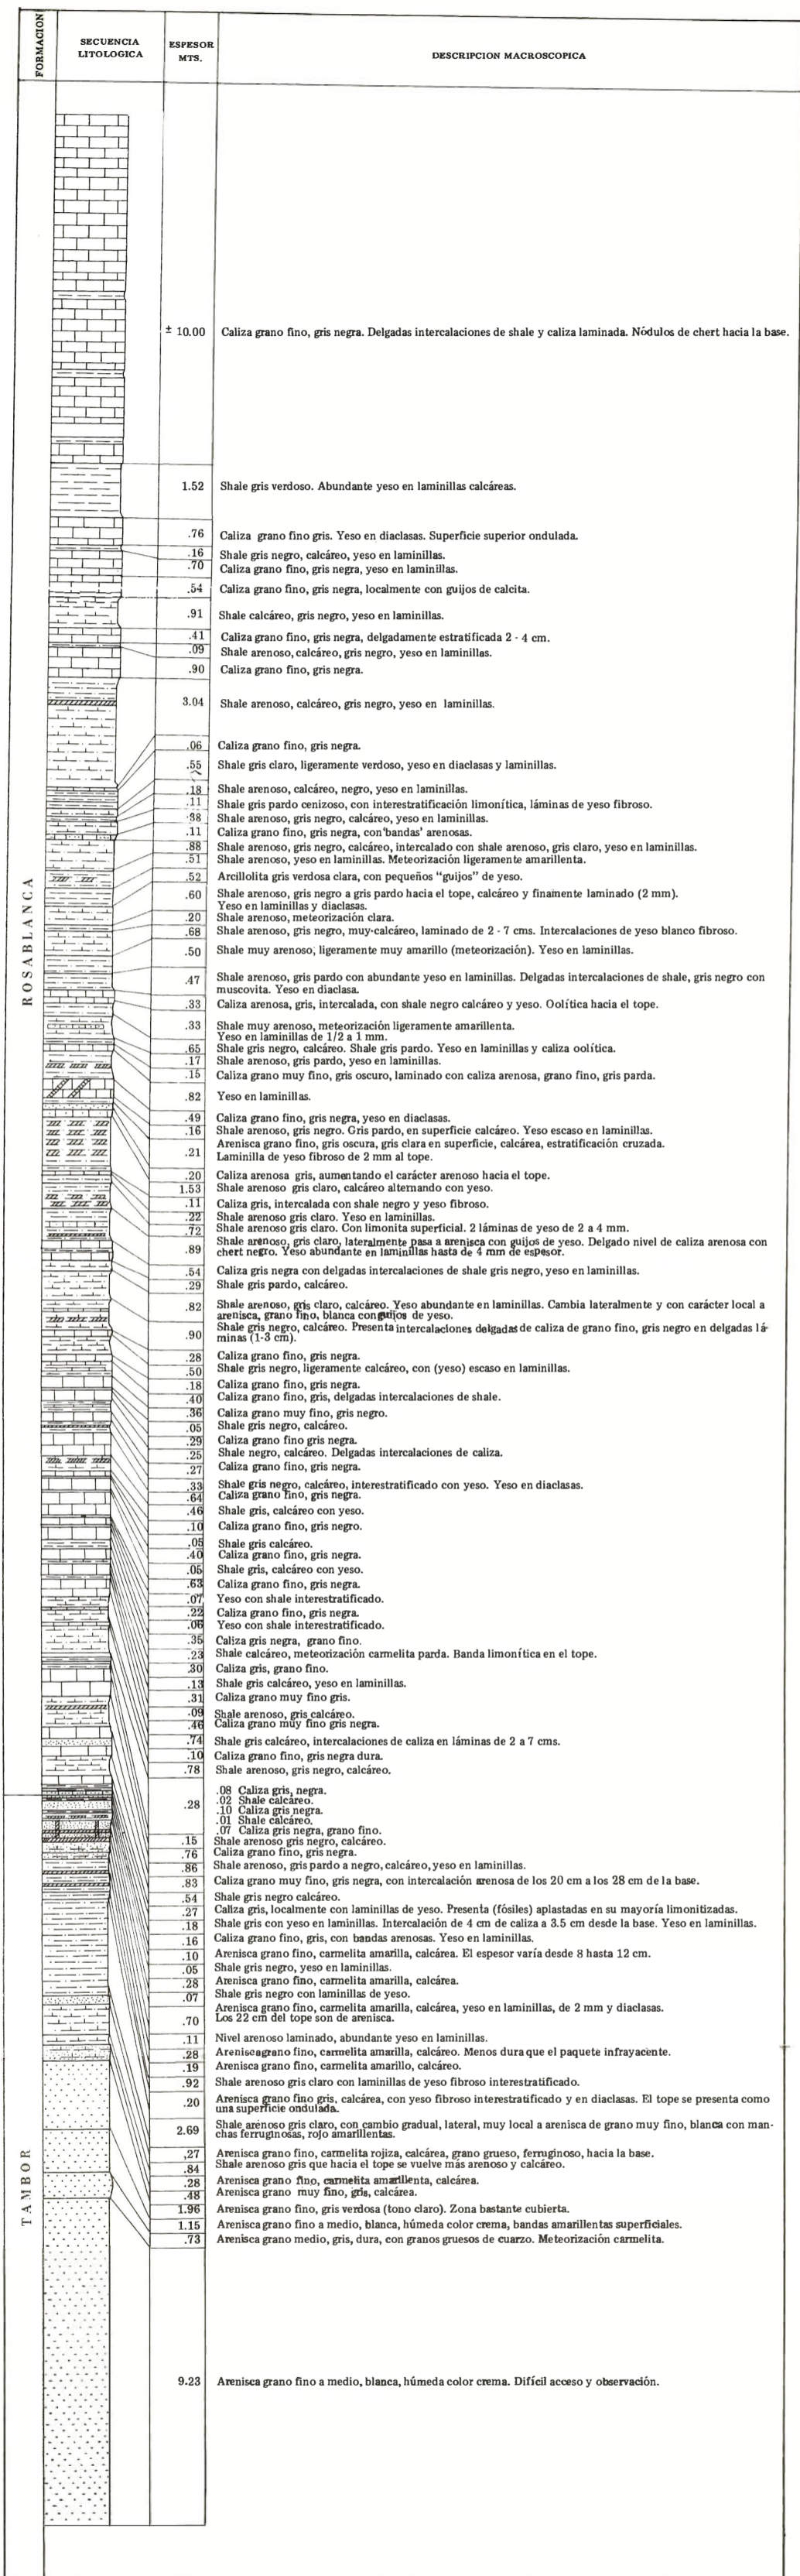 FORMACION
SECUENCIA
LITOLOGICA
ESPESOR
MTS.
DESCRIPCION MACROSCOPICA
± 10.00 Caliza grano fino, gris negra. Delgadas intercalaciones de shale y caliza laminada. Nódulos de chert hacia la base.
1.52 Shale gris verdoso. Abundante yeso en laminillas calcáreas.
.76 Caliza grano fino gris. Yeso en diaclasas. Superficie superior ondulada.
.16 Shale gris negro, calcáreo, yeso en laminillas.
.70 Caliza grano fino, gris negra, yeso en laminillas.
.54 Caliza grano fino, gris negra, localmente con guijos de calcita.
.91 Shale calcáreo, gris negro, yeso en laminillas.
.41 Caliza grano fino, gris negra, delgadamente estratificada 2 - 4 cm.
.09 Shale arenoso, calcáreo, gris negro, yeso en laminillas.
.90 Caliza grano fino, gris negra.
3.04 Shale arenoso, calcáreo, gris negro, yeso en laminillas.
.06 Caliza grano fino, gris negra.
.55 Shale gris claro, ligeramente verdoso, yeso en diaclasas y laminillas.
.18 Shale arenoso, calcáreo, negro, yeso en laminillas.
.11 Shale gris pardo cenizoso, con interestratificación limonítica, láminas de yeso fibroso.
.38 Shale arenoso, gris negro, calcáreo, yeso en laminillas.
.11 Caliza grano fino, gris negra, con 'bandas' arenosas.
.88 Shale arenoso, gris negro, calcáreo, intercalado con shale arenoso, gris claro, yeso en laminillas.
.51 Shale arenoso, yeso en laminillas. Meteorización ligeramente amarillenta.
.52 Arcillolita gris verdosa clara, con pequeños "guijos" de yeso.
.60 Shale arenoso, gris negro a gris pardo hacia el tope, calcáreo y finamente laminado (2 mm).
Yeso en laminillas y diaclasas.
.20 Shale arenoso, meteorización clara.
.68 Shale arenoso, gris negro, muy calcáreo, laminado de 2 - 7 cms. Intercalaciones de yeso blanco fibroso.
.50 Shale muy arenoso, ligeramente muy amarillo (meteorización). Yeso en laminillas.
.47 Shale arenoso, gris pardo con abundante yeso en laminillas. Delgadas intercalaciones de shale, gris negro con
muscovita. Yeso en diaclasa.
.33 Caliza arenosa, gris, intercalada, con shale negro calcáreo y yeso. Oolítica hacia el tope.
.33 Shale muy arenoso, meteorización ligeramente amarillenta.
Yeso en laminillas de 1/2 a 1 mm.
.65 Shale gris negro, calcáreo. Shale gris pardo. Yeso en laminillas y caliza oolítica.
.17 Shale arenoso, gris pardo, yeso en laminillas.
.15 Caliza grano muy fino, gris oscuro, laminado con caliza arenosa, grano fino, gris parda.
.82 Yeso en laminillas.
.49 Caliza grano fino, gris negra, yeso en diaclasas.
.16 Shale arenoso, gris negro. Gris pardo, en superficie calcáreo. Yeso escaso en laminillas.
.21 Arenisca grano fino, gris oscura, gris clara en superficie, calcárea, estratificación cruzada.
Laminilla de yeso fibroso de 2 mm al tope.
.20 Caliza arenosa gris, aumentando el carácter arenoso hacia el tope.
1.53 Shale arenoso gris claro, calcáreo alternando con yeso.
.11 Caliza gris, intercalada con shale negro y yeso fibroso.
.22 Shale arenoso gris claro. Yeso en laminillas.
.72 Shale arenoso gris claro. Con limonita superficial. 2 láminas de yeso de 2 a 4 mm.
.89 Shale arenoso, gris claro, lateralmente pasa a arenisca con guijos de yeso. Delgado nivel de caliza arenosa con
chert negro. Yeso abundante en laminillas hasta de 4 mm de espesor.
.54 Caliza gris negra con delgadas intercalaciones de shale gris negro, yeso en laminillas.
.29 Shale gris pardo, calcáreo.
.82 Shale arenoso, gris claro, calcáreo. Yeso abundante en laminillas. Cambia lateralmente y con carácter local a
arenisca, grano fino, blanca con guijos de yeso.
.90 Shale gris negro, calcáreo. Presenta intercalaciones delgadas de caliza de grano fino, gris negro en delgadas lá-
minas (1-3 cm).
.28 Caliza grano fino, gris negra.
.50 Shale gris negro, ligeramente calcáreo, con (yeso) escaso en laminillas.
.18 Caliza grano fino, gris negra.
.40 Caliza grano fino, gris, delgadas intercalaciones de shale.
.36 Caliza grano muy fino, gris negro.
.05 Shale gris negro, calcáreo.
.29 Caliza grano fino gris negra.
.25 Shale negro, calcáreo. Delgadas intercalaciones de caliza.
.27 Caliza grano fino, gris negra.
.33 Shale gris negro, calcáreo, interestratificado con yeso. Yeso en diaclasas.
.64 Caliza grano fino, gris negra.
.46 Shale gris, calcáreo con yeso.
.10 Caliza grano fino, gris negro.
.05 Shale gris calcáreo.
.40 Caliza grano fino, gris negra.
.05 Shale gris, calcáreo con yeso.
.63 Caliza grano fino, gris negra.
.07 Yeso con shale interestratificado.
.22 Caliza grano fino, gris negra.
.06 Yeso con shale interestratificado.
.35 Caliza gris negra, grano fino.
.23 Shale calcáreo, meteorización carmelita parda. Banda limonítica en el tope.
.30 Caliza gris, grano fino.
.13 Shale gris calcáreo, yeso en laminillas.
.31 Caliza grano muy fino gris.
.09 Shale arenoso, gris calcáreo.
.46 Caliza grano muy fino gris negra.
.74 Shale gris calcáreo, intercalaciones de caliza en láminas de 2 a 7 cms.
.10 Caliza grano fino, gris negra dura.
.78 Shale arenoso, gris negro, calcáreo.
.28 .08 Caliza gris, negra.
.02 Shale calcáreo.
.10 Caliza gris negra.
.01 Shale calcáreo.
.07 Caliza gris negra, grano fino.
.15 Shale arenoso gris negro, calcáreo.
.76 Caliza grano fino, gris negra.
.86 Shale arenoso, gris pardo a negro, calcáreo, yeso en laminillas.
.83 Caliza grano muy fino, gris negra, con intercalación arenosa de los 20 cm a los 28 cm de la base.
.54 Shale gris negro calcáreo.
.27 Caliza gris, localmente con laminillas de yeso. Presenta (fósiles) aplastadas en su mayoría limonitizadas.
.18 Shale gris con yeso en laminillas. Intercalación de 4 cm de caliza a 3.5 cm desde la base. Yeso en laminillas.
.16 Caliza grano fino, gris, con bandas arenosas. Yeso en laminillas.
.10 Arenisca grano fino, carmelita amarilla, calcárea. El espesor varía desde 8 hasta 12 cm.
.05 Shale gris negro, yeso en laminillas.
.28 Arenisca grano fino, carmelita amarilla, calcárea.
.07 Shale gris negro con laminillas de yeso.
.70 Arenisca grano fino, carmelita amarilla, calcárea, yeso en laminillas, de 2 mm y diaclasas.
Los 22 cm del tope son de arenisca.
.11 Nivel arenoso laminado, abundante yeso en laminillas.
.28 Arenisca grano fino, carmelita amarilla, calcáreo. Menos dura que el paquete infrayacente.
.19 Arenisca grano fino, carmelita amarillo, calcáreo.
.92 Shale arenoso gris claro con laminillas de yeso fibroso interestratificado.
.20 Arenisca grano fino gris, calcárea, con yeso fibroso interestratificado y en diaclasas. El tope se presenta como
una superficie ondulada.
2.69 Shale arenoso gris claro, con cambio gradual, lateral, muy local a arenisca de grano muy fino, blanca con man-
chas ferruginosas, rojo amarillentas.
,27 Arenisca grano fino, carmelita rojiza, calcárea, grano grueso, ferruginoso, hacia la base.
.84 Shale arenoso gris que hacia el tope se vuelve más arenoso y calcáreo.
.28 Arenisca grano fino, carmelita amarillenta, calcárea.
.48 Arenisca grano muy fino, gris, calcárea.
1.96 Arenisca grano fino, gris verdosa (tono claro). Zona bastante cubierta.
1.15 Arenisca grano fino a medio, blanca, húmeda color crema, bandas amarillentas superficiales.
.73 Arenisca grano medio, gris, dura, con granos gruesos de cuarzo. Meteorización carmelita.
9.23 Arenisca grano fino a medio, blanca, húmeda color crema. Difícil acceso y observación.
ROSABLANCA
TAMBOR